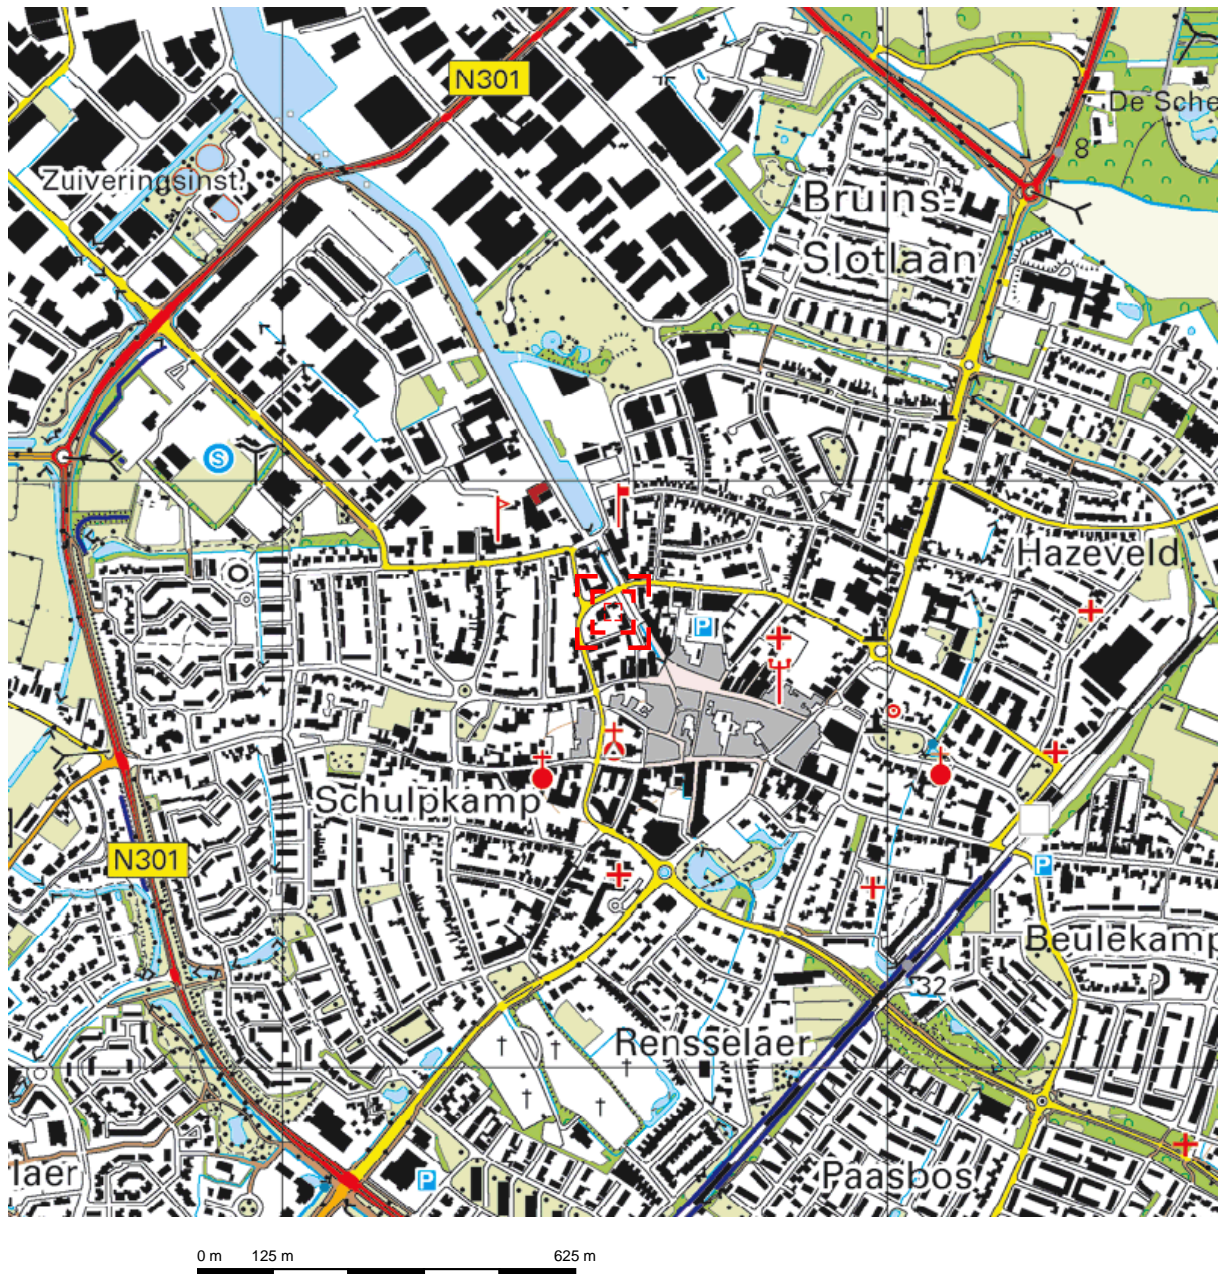 N301
De Sche
8
Zuiveringsinst.
Bruins-
Slotlaan
S
Hazeveld
P
Schulpkamp
N301
P
Beulekamp
32
Rensselaer
laer
P
Paasbos
0 m 125 m 625 m